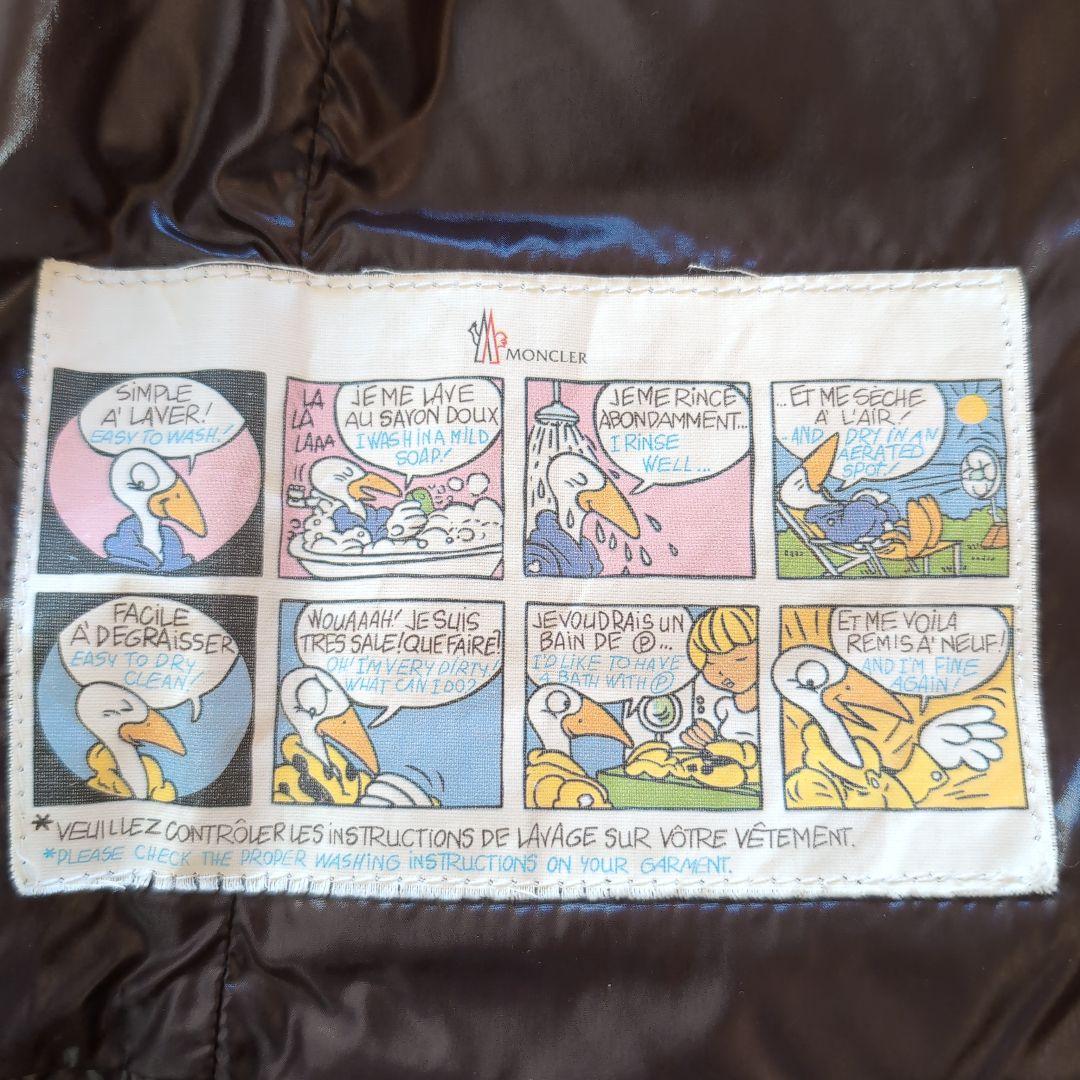 MONCLER
SiMPLE
A' LAVER!
EASY TO WASH!
LA
LA
LAAA
JE ME LAVE
AU SAVON DOUX
I WASH IN A MILD
SOAP!
JE ME RINCE
ABONDAMMENT...
I RINSE
WELL...
..ET ME SÈCHE
A' L'AIR!
AND I DRY IN AN
AERATED
SPOT!
FACILE
A' DEGRAiSSER
EASY TO DRY
CLEAN!
WOUAAAH! JE SUIS
TRES SALE! QUE FAIRE?
OH! I'M VERY DIRTY!
WHAT CAN I DO?
JE VOUDRAIS UN
BAIN DE Ⓟ...
I'D LIKE TO HAVE
A BATH WITH Ⓟ
ET ME VOILA
REMIS A' NEUF!
AND I'M FINE
AGAIN!
*VEUILLEZ CONTRÔLER LES iNSTRUCTIONS DE LAVAGE SUR VÔTRE VÊTEMENT.
*PLEASE CHECK THE PROPER WASHING iNSTRUCTIONS ON YOUR GARMENT.